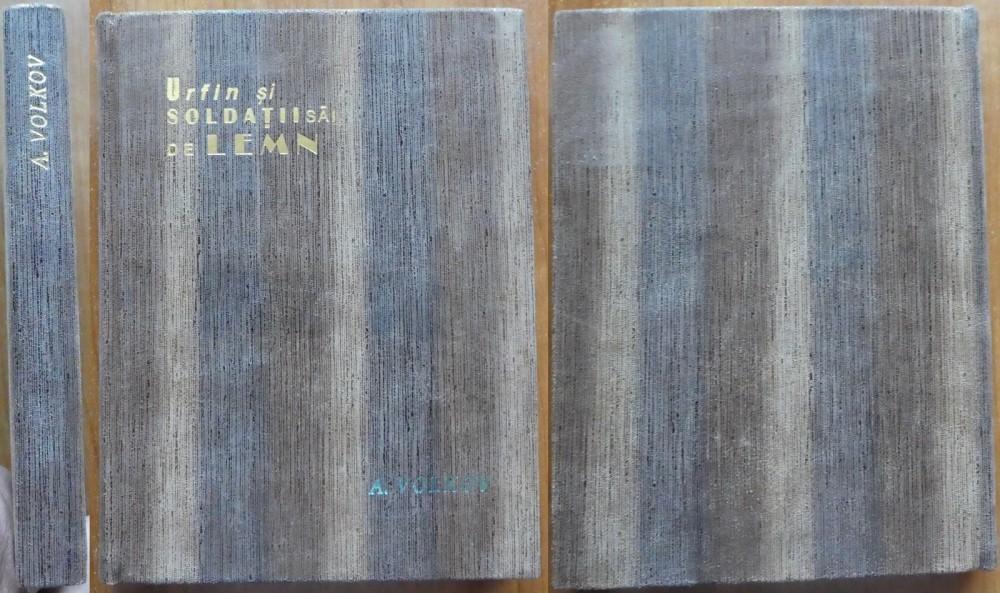 A. VOLKOV
Urfin și
SOLDAȚII SĂI
DE LEMN
A. VOLKOV